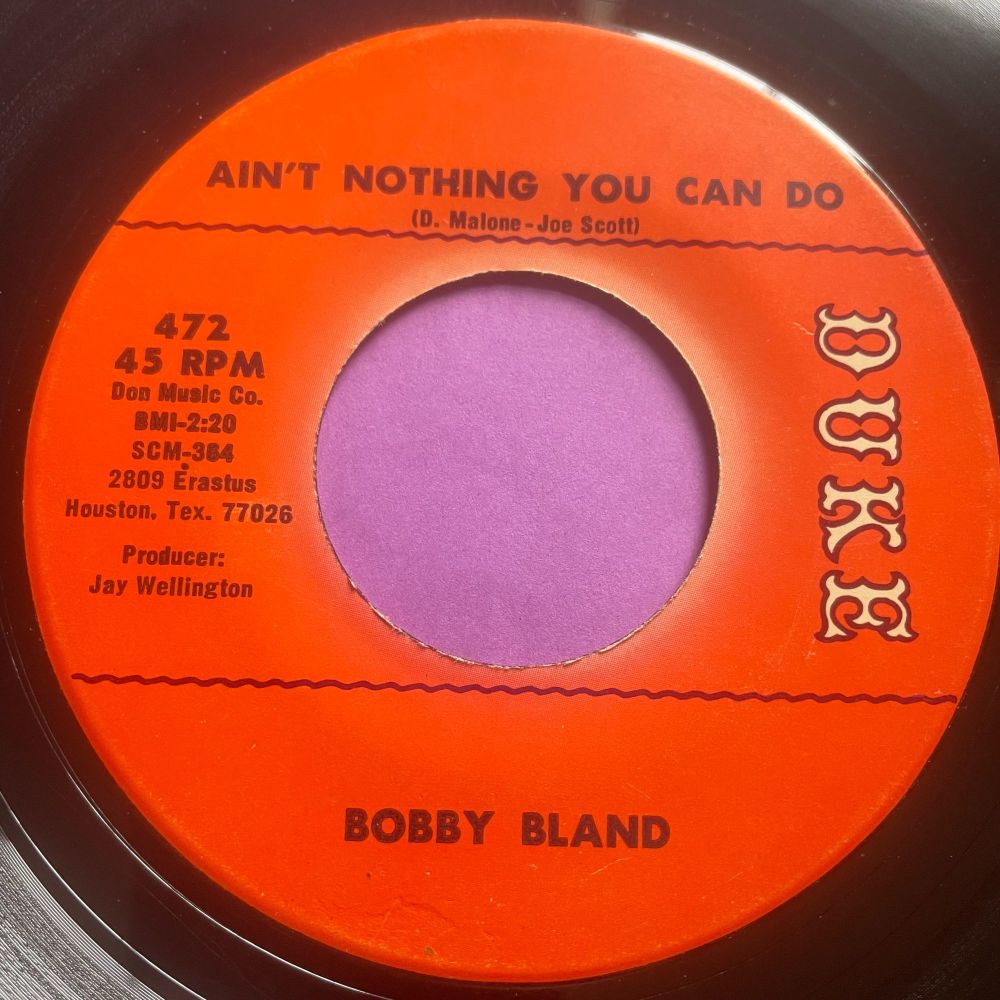 AIN'T NOTHING YOU CAN DO
(D. Malone-Joe Scott)
472
45 RPM
Don Music Co.
BMI-2:20
SCM-364
2809 Erastus
Houston, Tex. 77026
Producer:
Jay Wellington
DUKE
BOBBY BLAND